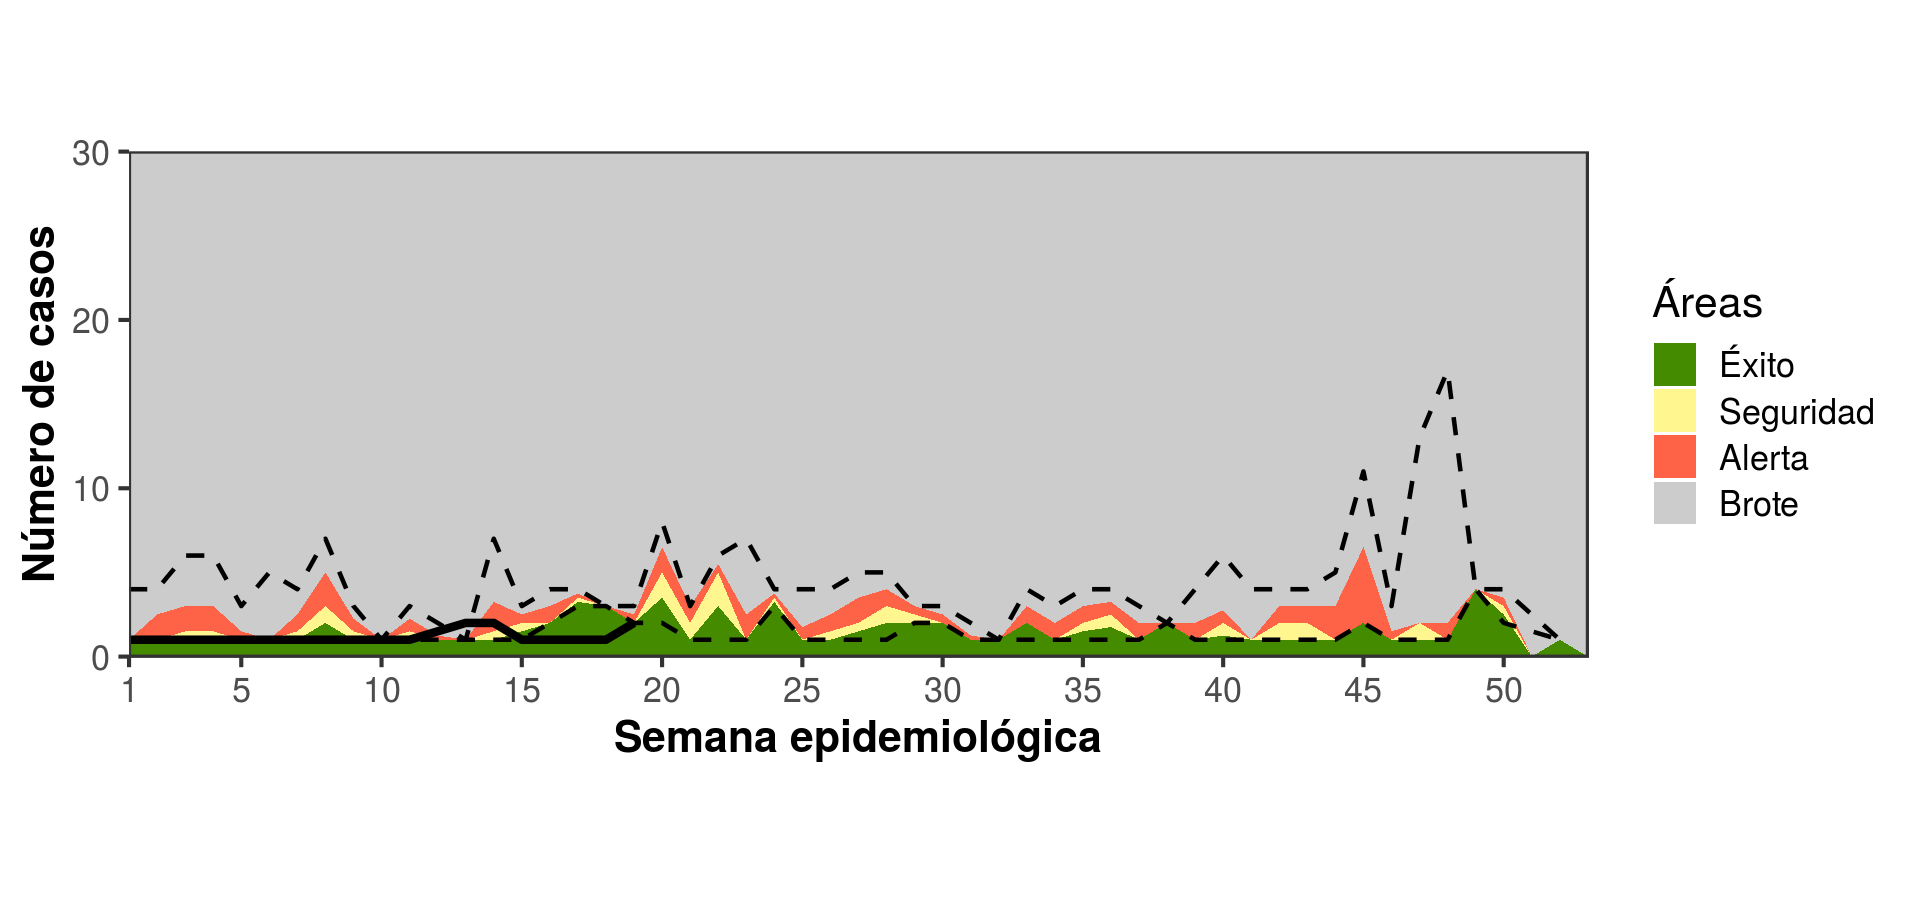 Número de casos
30
20
10
0
1 5 10 15 20 25 30 35 40 45 50
Semana epidemiológica
Áreas
Éxito
Seguridad
Alerta
Brote